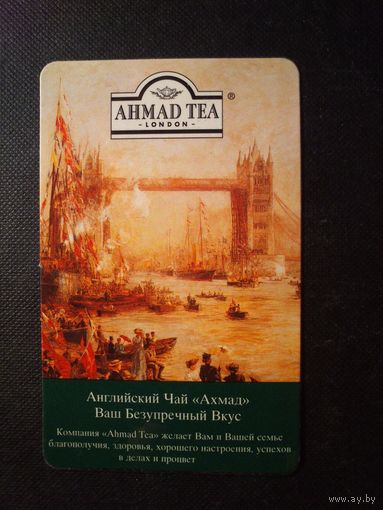 AHMAD TEA ®
- LONDON -
Английский Чай «Ахмад»
Ваш Безупречный Вкус
Компания «Ahmad Tea» желает Вам и Вашей семье
благополучия, здоровья, хорошего настроения, успехов
в делах и процвет
ay.by